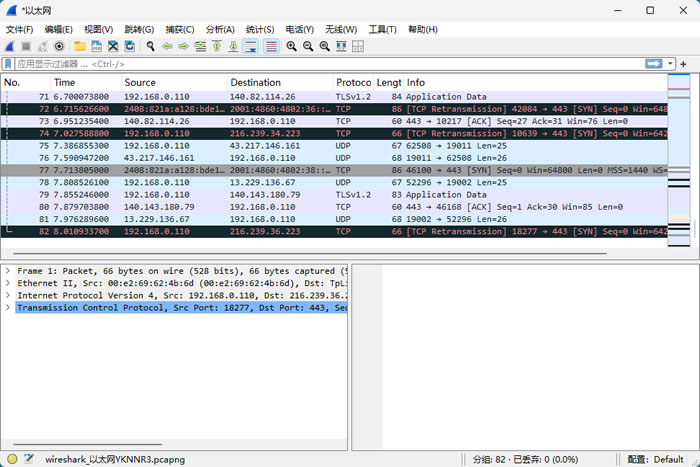 *以太网
文件(F) 编辑(E) 视图(V) 跳转(G) 捕获(C) 分析(A) 统计(S) 电话(Y) 无线(W) 工具(T) 帮助(H)
应用显示过滤器 … <Ctrl-/>
No. Time Source Destination Protoco Lengt Info
71 6.700073800 192.168.0.110 140.82.114.26 TLSv1.2 84 Application Data
72 6.715626600 2408:821a:a128:bde1… 2001:4860:4802:36::… TCP 86 [TCP Retransmission] 42084 → 443 [SYN] Seq=0 Win=648
73 6.951235400 140.82.114.26 192.168.0.110 TCP 60 443 → 10217 [ACK] Seq=27 Ack=31 Win=76 Len=0
74 7.027588800 192.168.0.110 216.239.34.223 TCP 66 [TCP Retransmission] 10639 → 443 [SYN] Seq=0 Win=642
75 7.386855300 192.168.0.110 43.217.146.161 UDP 67 62508 → 19011 Len=25
76 7.590947200 43.217.146.161 192.168.0.110 UDP 68 19011 → 62508 Len=26
77 7.713805000 2408:821a:a128:bde1… 2001:4860:4802:38::… TCP 86 46100 → 443 [SYN] Seq=0 Win=64800 Len=0 MSS=1440 WS=
78 7.808526100 192.168.0.110 13.229.136.67 UDP 67 52296 → 19002 Len=25
79 7.855246000 192.168.0.110 140.143.180.79 TLSv1.2 83 Application Data
80 7.879703800 140.143.180.79 192.168.0.110 TCP 60 443 → 46168 [ACK] Seq=1 Ack=30 Win=85 Len=0
81 7.976289600 13.229.136.67 192.168.0.110 UDP 68 19002 → 52296 Len=26
82 8.010933700 192.168.0.110 216.239.36.223 TCP 66 [TCP Retransmission] 18277 → 443 [SYN] Seq=0 Win=642
Frame 1: Packet, 66 bytes on wire (528 bits), 66 bytes captured (5
Ethernet II, Src: 00:e2:69:62:4b:6d (00:e2:69:62:4b:6d), Dst: TpLi
Internet Protocol Version 4, Src: 192.168.0.110, Dst: 216.239.36.2
Transmission Control Protocol, Src Port: 18277, Dst Port: 443, Sec
wireshark_以太网YKNNR3.pcapng
分组: 82 · 已丢弃: 0 (0.0%)
配置: Default